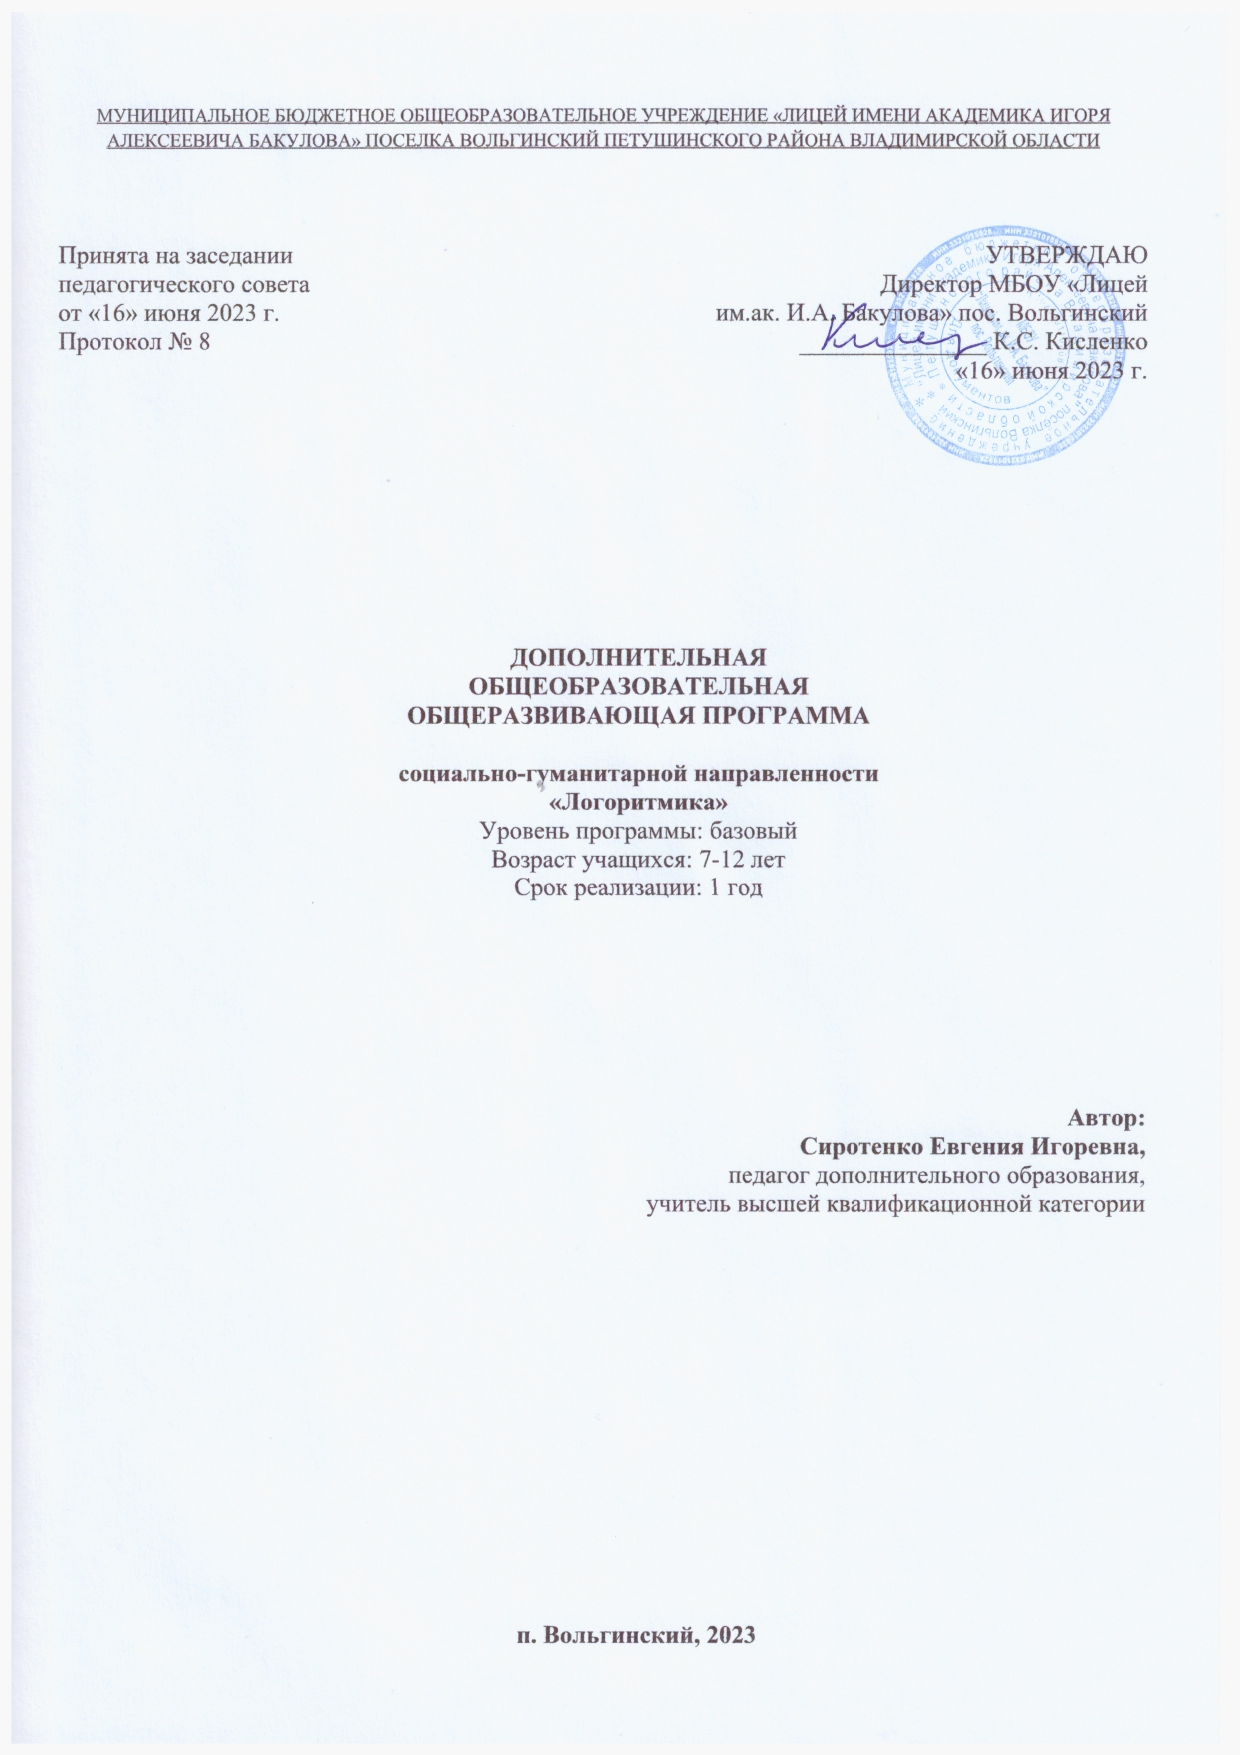 МУНИЦИПАЛЬНОЕ БЮДЖЕТНОЕ ОБЩЕОБРАЗОВАТЕЛЬНОЕ УЧРЕЖДЕНИЕ «ЛИЦЕЙ ИМЕНИ АКАДЕМИКА ИГОРЯ
АЛЕКСЕЕВИЧА БАКУЛОВА» ПОСЕЛКА ВОЛЬГИНСКИЙ ПЕТУШИНСКОГО РАЙОНА ВЛАДИМИРСКОЙ ОБЛАСТИ
Принята на заседании
педагогического совета
от «16» июня 2023 г.
Протокол № 8
УТВЕРЖДАЮ
Директор МБОУ «Лицей
им.ак. И.А. Бакулова» пос. Вольгинский
К.С. Кисленко
«16» июня 2023 г.
ДОПОЛНИТЕЛЬНАЯ
ОБЩЕОБРАЗОВАТЕЛЬНАЯ
ОБЩЕРАЗВИВАЮЩАЯ ПРОГРАММА
социально-гуманитарной направленности
«Логоритмика»
Уровень программы: базовый
Возраст учащихся: 7-12 лет
Срок реализации: 1 год
Автор:
Сиротенко Евгения Игоревна,
педагог дополнительного образования,
учитель высшей квалификационной категории
п. Вольгинский, 2023